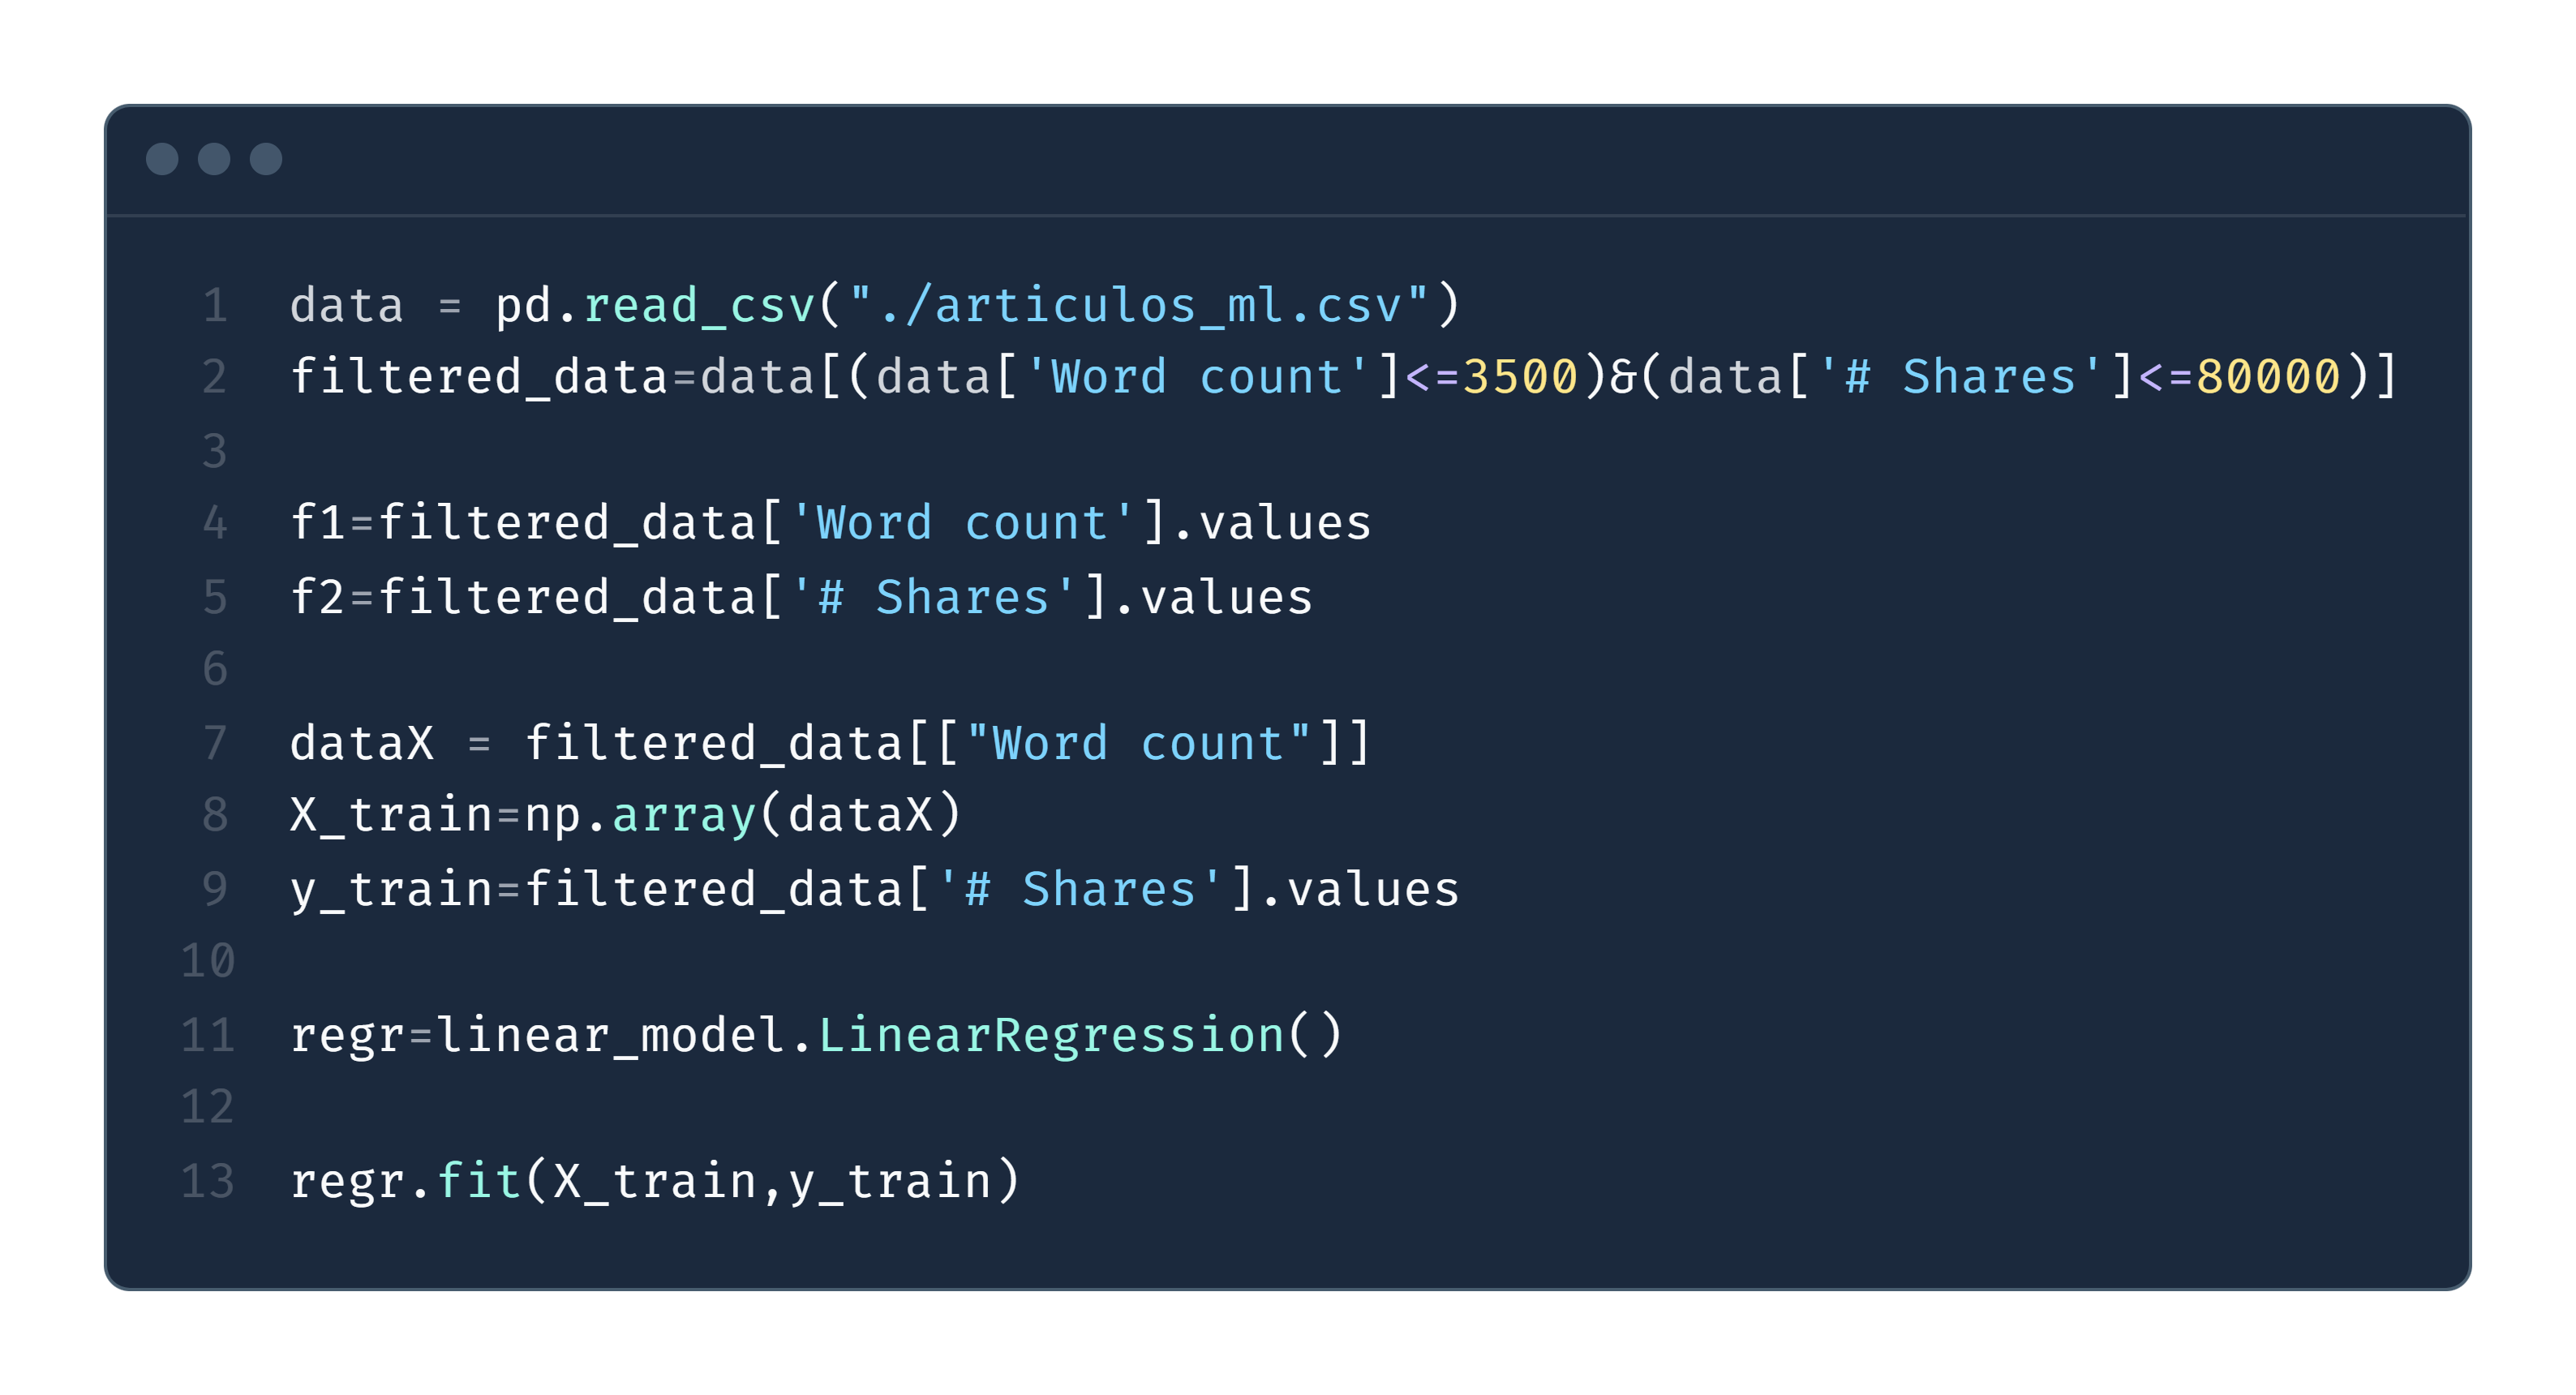 1 data = pd.read_csv("./articulos_ml.csv")
2 filtered_data=data[(data['Word count']<=3500)&(data['# Shares']<=80000)]
3
4 f1=filtered_data['Word count'].values
5 f2=filtered_data['# Shares'].values
6
7 dataX = filtered_data[["Word count"]]
8 X_train=np.array(dataX)
9 y_train=filtered_data['# Shares'].values
10
11 regr=linear_model.LinearRegression()
12
13 regr.fit(X_train,y_train)